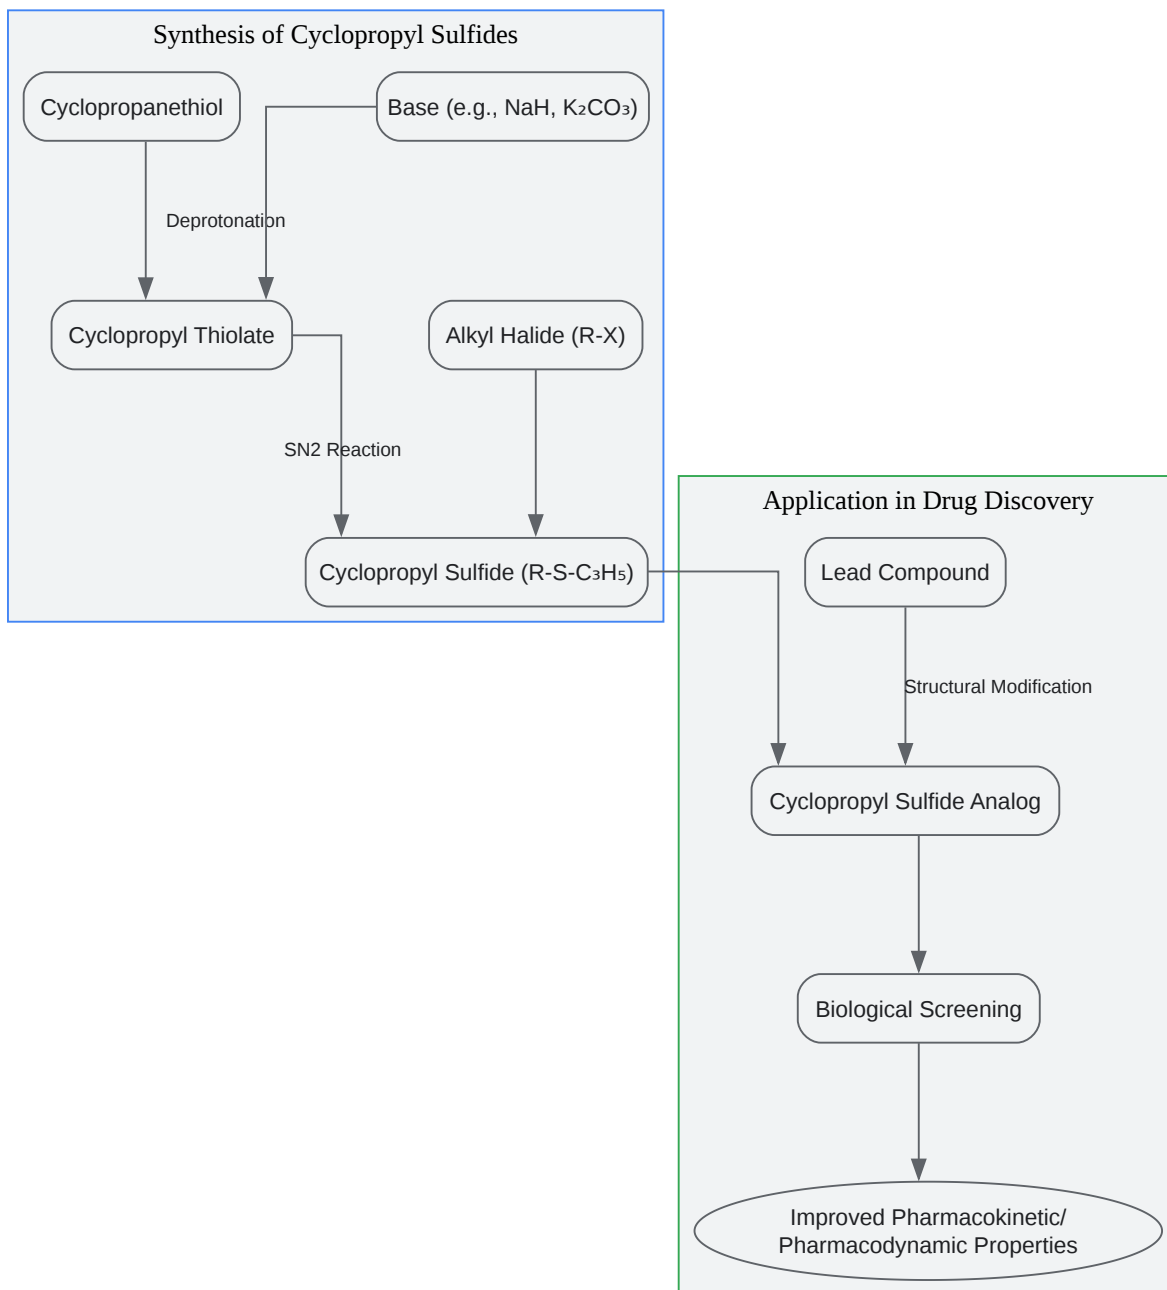 Synthesis of Cyclopropyl Sulfides
Cyclopropanethiol
Base (e.g., NaH, K₂CO₃)
Deprotonation
Cyclopropyl Thiolate
Alkyl Halide (R-X)
SN2 Reaction
Cyclopropyl Sulfide (R-S-C₃H₅)
Application in Drug Discovery
Lead Compound
Structural Modification
Cyclopropyl Sulfide Analog
Biological Screening
Improved Pharmacokinetic/
Pharmacodynamic Properties